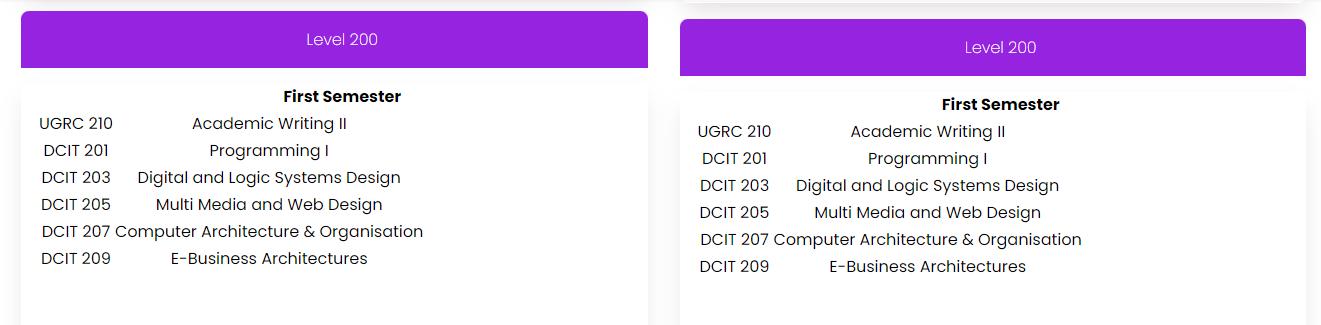 Level 200
First Semester
UGRC 210 Academic Writing II
DCIT 201 Programming I
DCIT 203 Digital and Logic Systems Design
DCIT 205 Multi Media and Web Design
DCIT 207 Computer Architecture & Organisation
DCIT 209 E-Business Architectures
Level 200
First Semester
UGRC 210 Academic Writing II
DCIT 201 Programming I
DCIT 203 Digital and Logic Systems Design
DCIT 205 Multi Media and Web Design
DCIT 207 Computer Architecture & Organisation
DCIT 209 E-Business Architectures